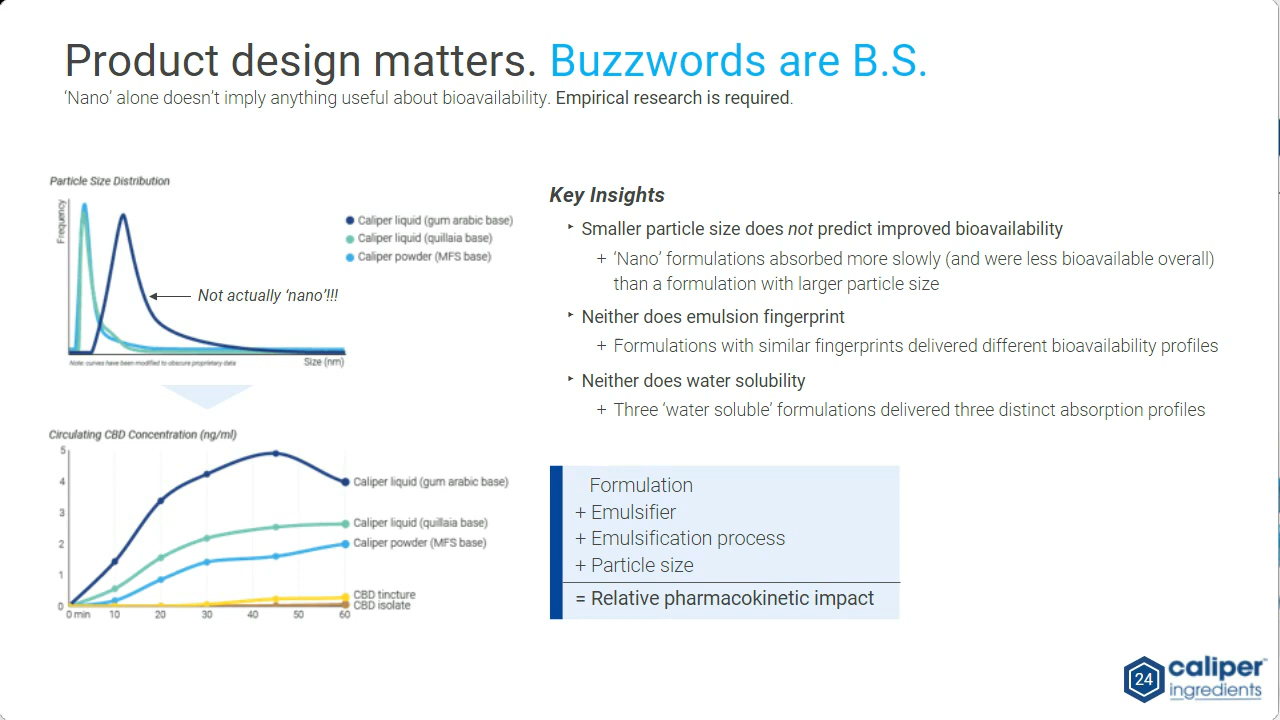 Product design matters. Buzzwords are B.S.
‘Nano’ alone doesn’t imply anything useful about bioavailability. Empirical research is required.
Particle Size Distribution
Frequency
Caliper liquid (gum arabic base)
Caliper liquid (quillaia base)
Caliper powder (MFS base)
Not actually ‘nano’!!!
Note: curves have been modified to obscure proprietary data
Size (nm)
Circulating CBD Concentration (ng/ml)
5
4
3
2
1
0
0 min 10 20 30 40 50 60
Caliper liquid (gum arabic base)
Caliper liquid (quillaia base)
Caliper powder (MFS base)
CBD tincture
CBD isolate
Key Insights
‣ Smaller particle size does not predict improved bioavailability
+ ‘Nano’ formulations absorbed more slowly (and were less bioavailable overall)
than a formulation with larger particle size
‣ Neither does emulsion fingerprint
+ Formulations with similar fingerprints delivered different bioavailability profiles
‣ Neither does water solubility
+ Three ‘water soluble’ formulations delivered three distinct absorption profiles
Formulation
+ Emulsifier
+ Emulsification process
+ Particle size
= Relative pharmacokinetic impact
24
caliper™
ingredients